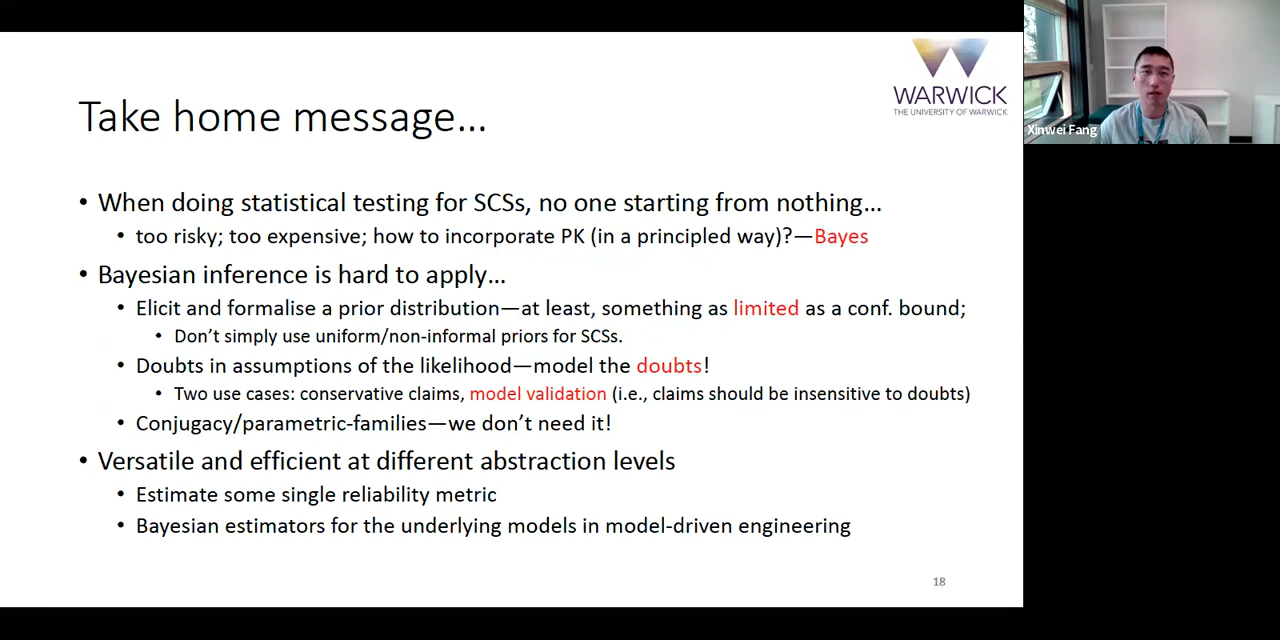 WARWICK
THE UNIVERSITY OF WARWICK
Xinwei Fang
Take home message...
• When doing statistical testing for SCSs, no one starting from nothing…
• too risky; too expensive; how to incorporate PK (in a principled way)?—Bayes
• Bayesian inference is hard to apply…
• Elicit and formalise a prior distribution—at least, something as limited as a conf. bound;
• Don’t simply use uniform/non-informal priors for SCSs.
• Doubts in assumptions of the likelihood—model the doubts!
• Two use cases: conservative claims, model validation (i.e., claims should be insensitive to doubts)
• Conjugacy/parametric-families—we don’t need it!
• Versatile and efficient at different abstraction levels
• Estimate some single reliability metric
• Bayesian estimators for the underlying models in model-driven engineering
18